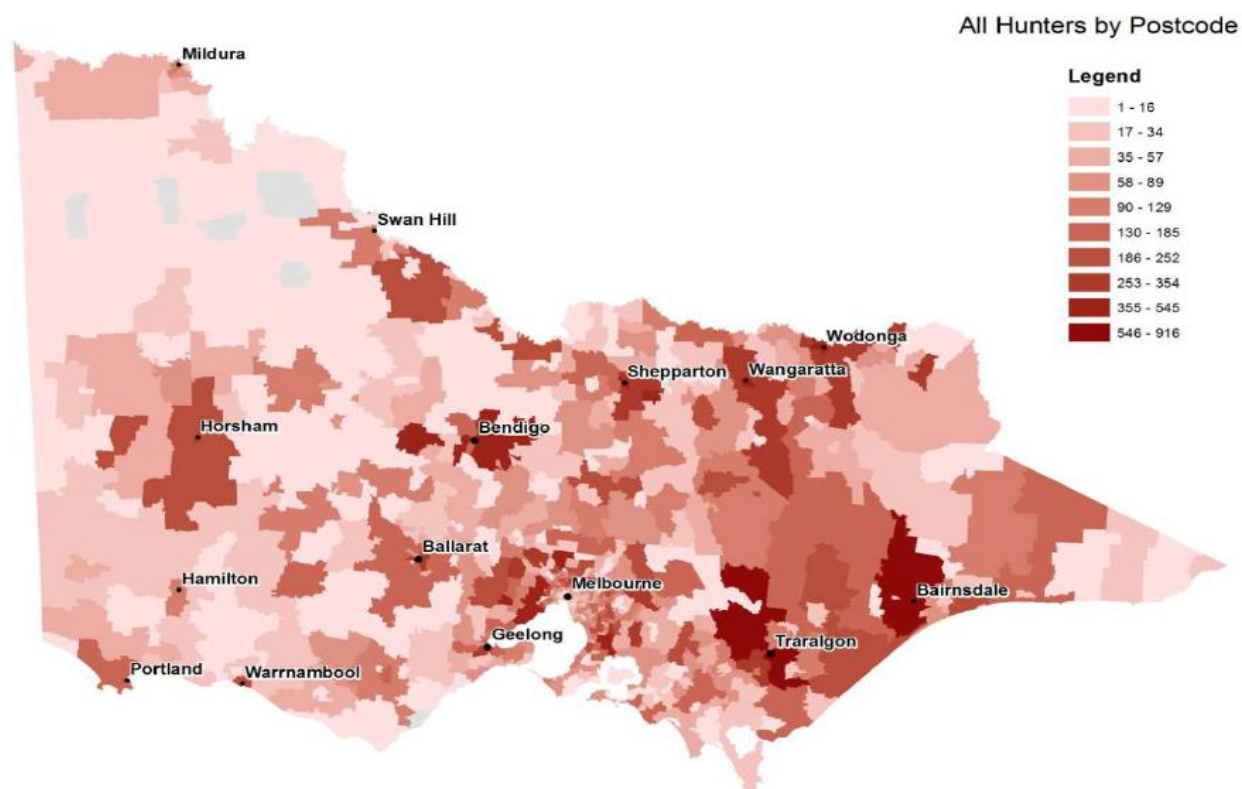 All Hunters by Postcode
Legend
1 - 16
17 - 34
35 - 57
58 - 89
90 - 129
130 - 185
186 - 252
253 - 354
355 - 545
546 - 916
Mildura
Swan Hill
Wodonga
Shepparton
Wangaratta
Horsham
Bendigo
Ballarat
Hamilton
Melbourne
Bairnsdale
Geelong
Traralgon
Portland
Warrnambool